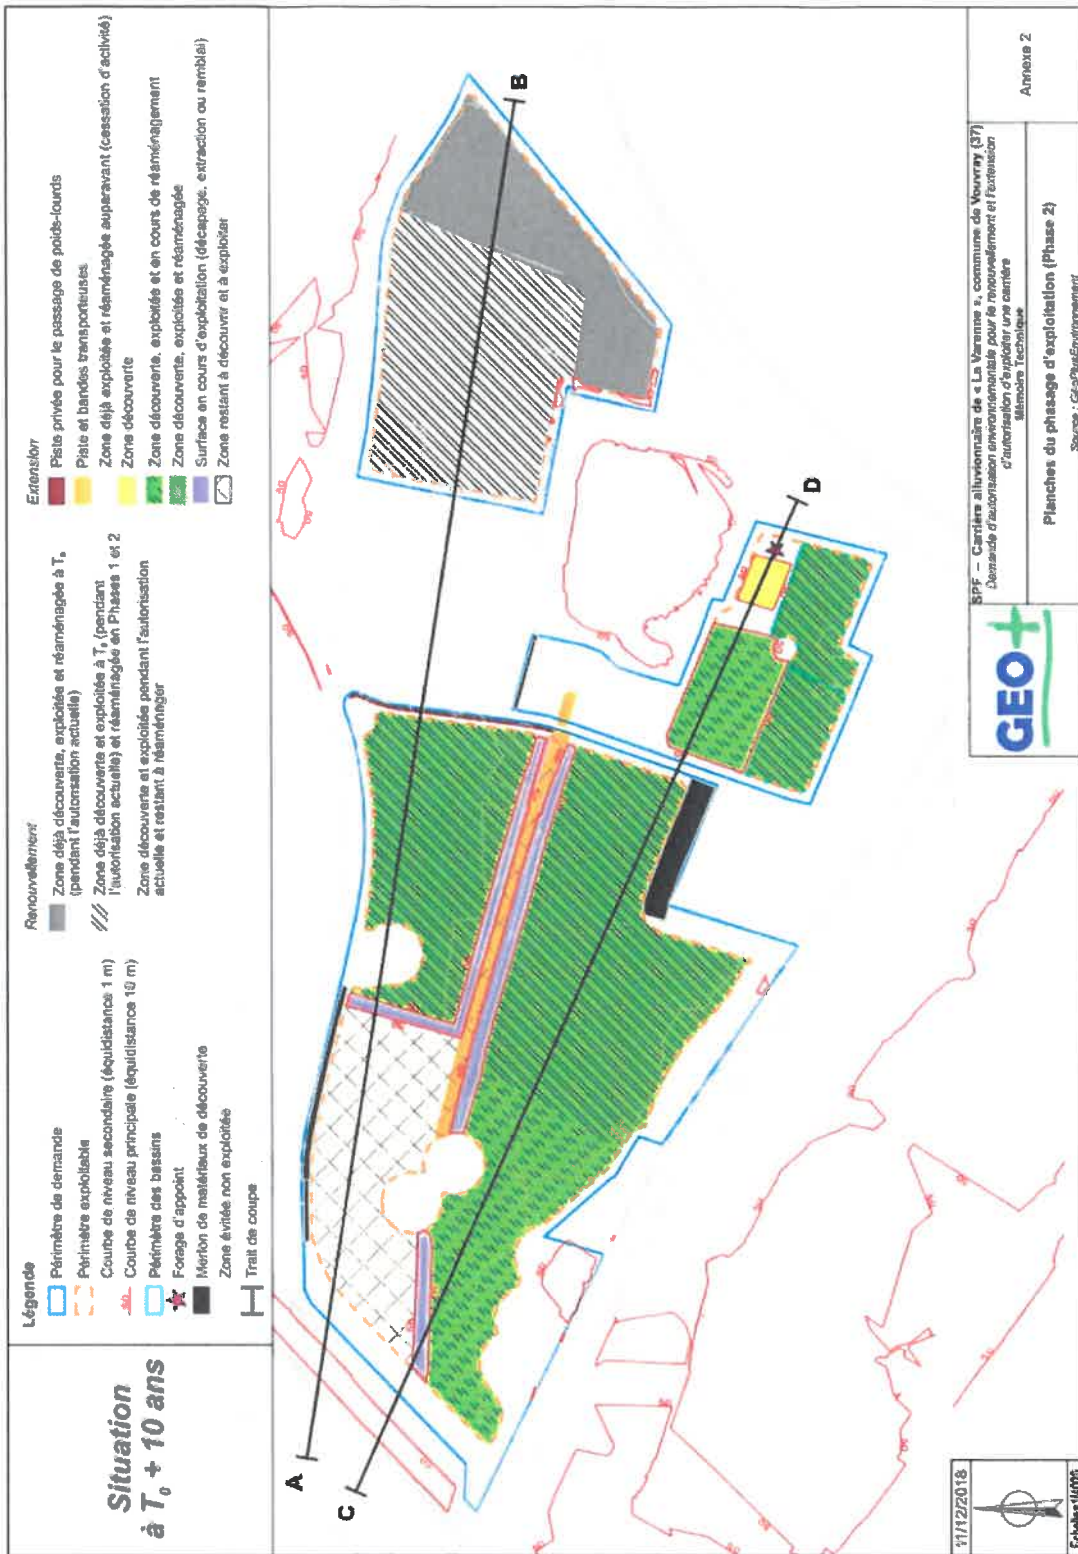 Situation
à T₀ + 10 ans
Légende
Périmètre de demande
Périmètre exploitable
Courbe de niveau secondaire (équidistance 1 m)
Courbe de niveau principale (équidistance 10 m)
Périmètre des bassins
Forage d'appoint
Merlon de matériaux de découverte
Zone évitée non exploitée
Trait de coupe
Renouvellement
Zone déjà découverte, exploitée et réaménagée à T₀
(pendant l'autorisation actuelle)
Zone déjà découverte et exploitée à T₀ (pendant
l'autorisation actuelle) et réaménagée en Phases 1 et 2
Zone découverte et exploitée pendant l'autorisation
actuelle et restant à réaménager
Extension
Piste privée pour le passage de poids-lourds
Piste et bandes transporteuses
Zone déjà exploitée et réaménagée auparavant (cessation d'activité)
Zone découverte
Zone découverte, exploitée et en cours de réaménagement
Zone découverte, exploitée et réaménagée
Surface en cours d'exploitation (décapage, extraction ou remblai)
Zone restant à découvrir et à exploiter
A
B
C
D
11/12/2018
GEO+
SPF – Carrière alluvionnaire de « La Varenne », commune de Vouvray (37)
Demande d'autorisation environnementale pour le renouvellement et l'extension
d'autorisation d'exploiter une carrière
Mémoire Technique
Planches du phasage d'exploitation (Phase 2)
Source : GéoPlusEnvironnement
Annexe 2